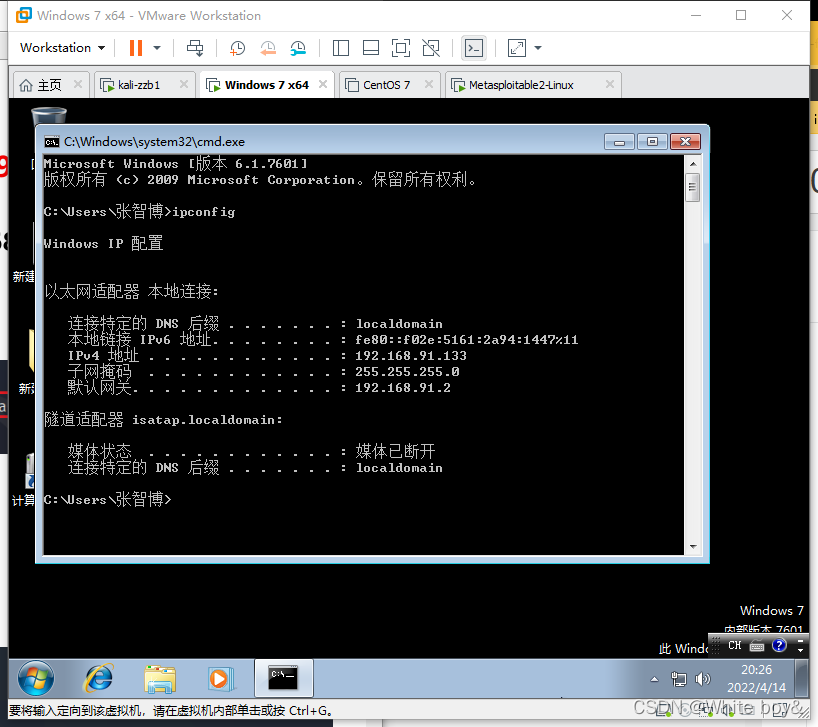 Windows 7 x64 - VMware Workstation
Workstation
主页 kali-zzb1 Windows 7 x64 CentOS 7 Metasploitable2-Linux
C:\Windows\system32\cmd.exe
Microsoft Windows [版本 6.1.7601]
版权所有 (c) 2009 Microsoft Corporation。保留所有权利。
C:\Users\张智博>ipconfig
Windows IP 配置
以太网适配器 本地连接:
连接特定的 DNS 后缀 . . . . . . . : localdomain
本地链接 IPv6 地址. . . . . . . . : fe80::f02e:5161:2a94:1447%11
IPv4 地址 . . . . . . . . . . . . : 192.168.91.133
子网掩码 . . . . . . . . . . . . : 255.255.255.0
默认网关. . . . . . . . . . . . . : 192.168.91.2
隧道适配器 isatap.localdomain:
媒体状态 . . . . . . . . . . . . : 媒体已断开
连接特定的 DNS 后缀 . . . . . . . : localdomain
C:\Users\张智博>
新建
新建
计算
Windows 7
内部版本 7601
此 Windo
CH
20:26
2022/4/14
要将输入定向到该虚拟机，请在虚拟机内部单击或按 Ctrl+G。
CSDN @White boy&